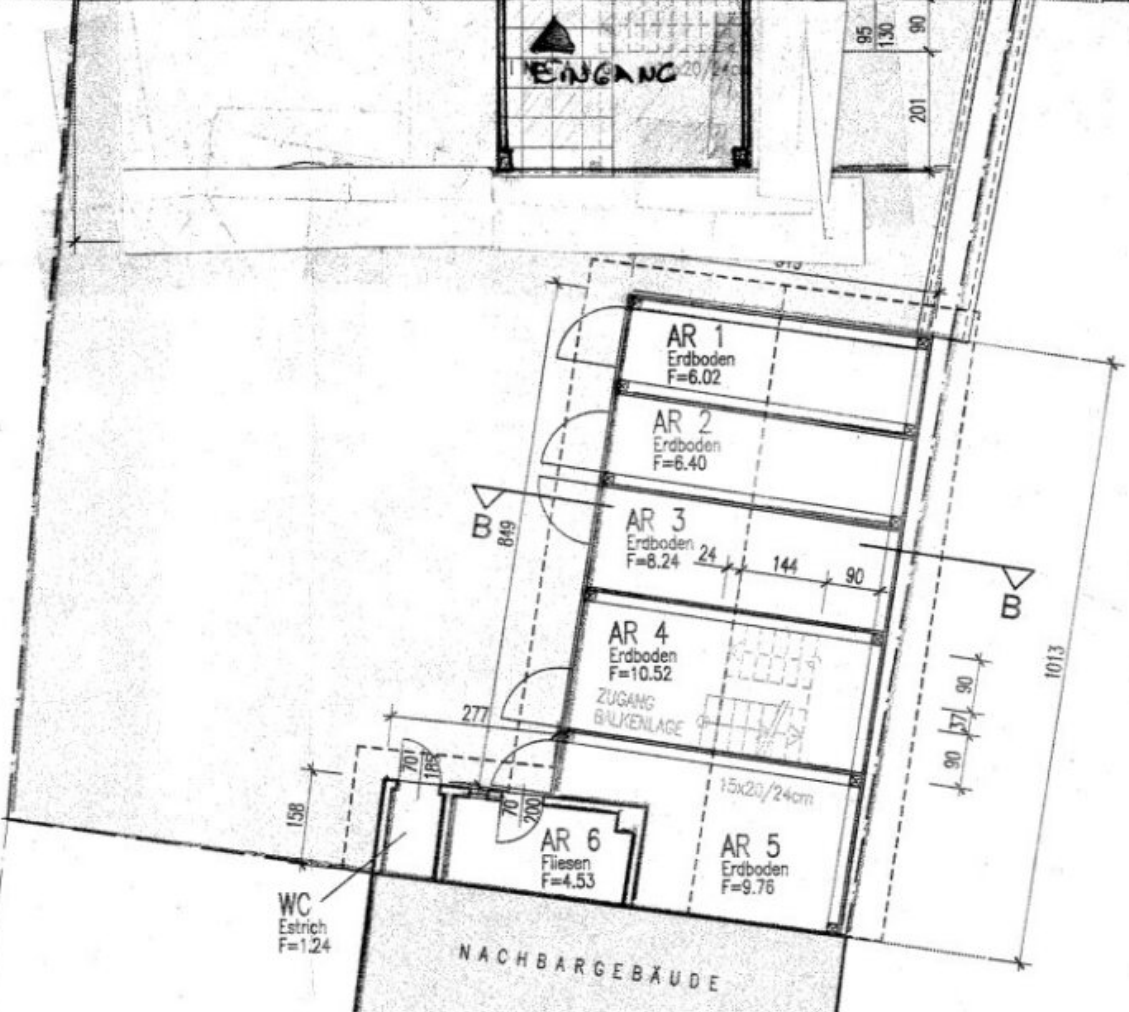 EINGANG
95
130
90
201
AR 1
Erdboden
F=6.02
AR 2
Erdboden
F=6.40
B
849
AR 3
Erdboden
F=8.24
24
144
90
B
AR 4
Erdboden
F=10.52
ZUGANG
BALKENLAGE
1013
90
37
90
277
70
158
15x20/24cm
70
200
AR 6
Fliesen
F=4.53
AR 5
Erdboden
F=9.76
WC
Estrich
F=1.24
NACHBARGEBÄUDE